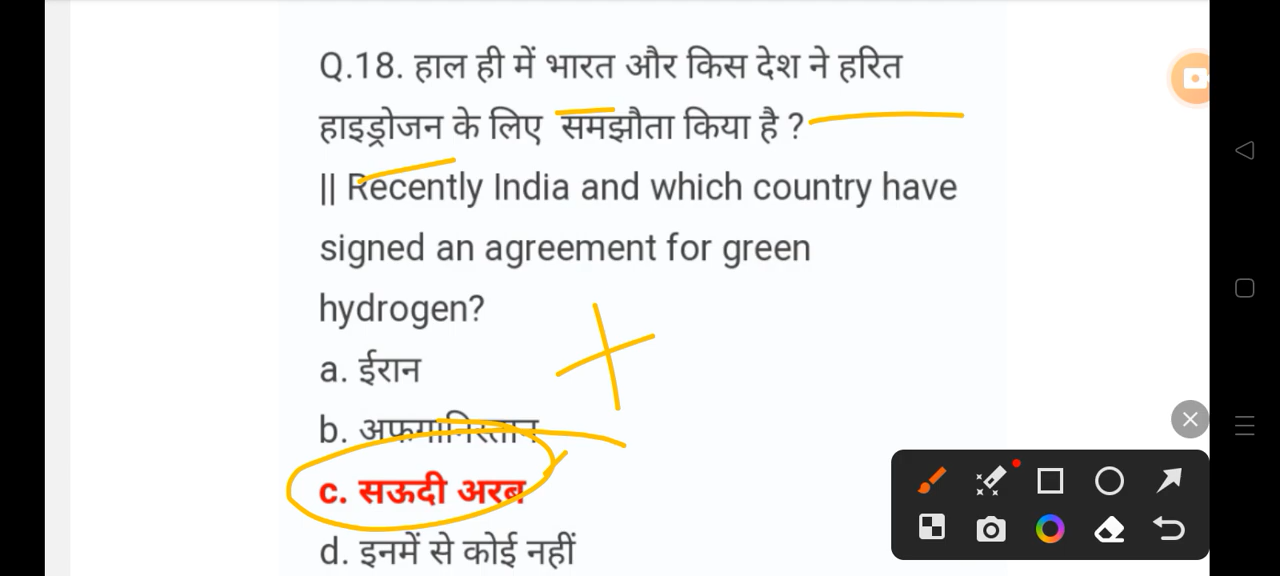 Q.18. हाल ही में भारत और किस देश ने हरित
हाइड्रोजन के लिए समझौता किया है ?
|| Recently India and which country have
signed an agreement for green
hydrogen?
a. ईरान
b. अफगानिस्तान
c. सऊदी अरब
d. इनमें से कोई नहीं